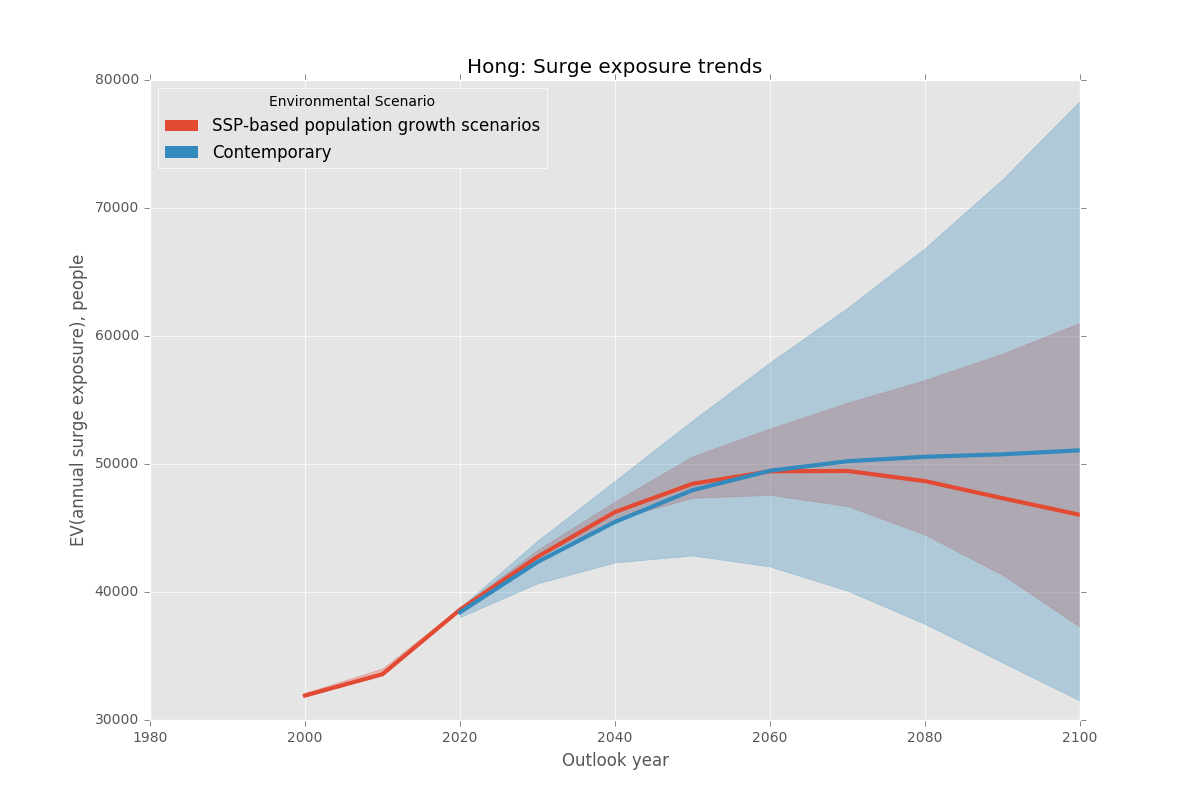 Hong: Surge exposure trends
Environmental Scenario
SSP-based population growth scenarios
Contemporary
EV(annual surge exposure), people
80000
70000
60000
50000
40000
30000
1980 2000 2020 2040 2060 2080 2100
Outlook year